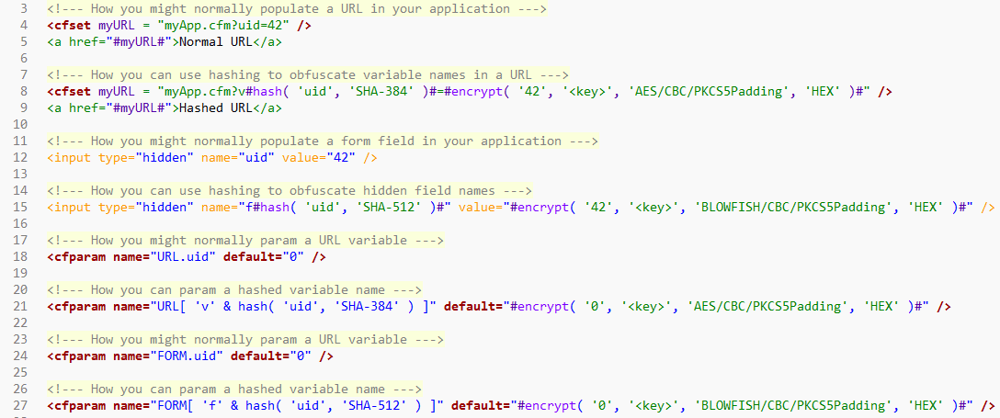 3 <!--- How you might normally populate a URL in your application --->
4 <cfset myURL = "myApp.cfm?uid=42" />
5 <a href="#myURL#">Normal URL</a>
6
7 <!--- How you can use hashing to obfuscate variable names in a URL --->
8 <cfset myURL = "myApp.cfm?v#hash( 'uid', 'SHA-384' )#=#encrypt( '42', '<key>', 'AES/CBC/PKCS5Padding', 'HEX' )#" />
9 <a href="#myURL#">Hashed URL</a>
10
11 <!--- How you might normally populate a form field in your application --->
12 <input type="hidden" name="uid" value="42" />
13
14 <!--- How you can use hashing to obfuscate hidden field names --->
15 <input type="hidden" name="f#hash( 'uid', 'SHA-512' )#" value="#encrypt( '42', '<key>', 'BLOWFISH/CBC/PKCS5Padding', 'HEX' )#" />
16
17 <!--- How you might normally param a URL variable --->
18 <cfparam name="URL.uid" default="0" />
19
20 <!--- How you can param a hashed variable name --->
21 <cfparam name="URL[ 'v' & hash( 'uid', 'SHA-384' ) ]" default="#encrypt( '0', '<key>', 'AES/CBC/PKCS5Padding', 'HEX' )#" />
22
23 <!--- How you might normally param a URL variable --->
24 <cfparam name="FORM.uid" default="0" />
25
26 <!--- How you can param a hashed variable name --->
27 <cfparam name="FORM[ 'f' & hash( 'uid', 'SHA-512' ) ]" default="#encrypt( '0', '<key>', 'BLOWFISH/CBC/PKCS5Padding', 'HEX' )#" />